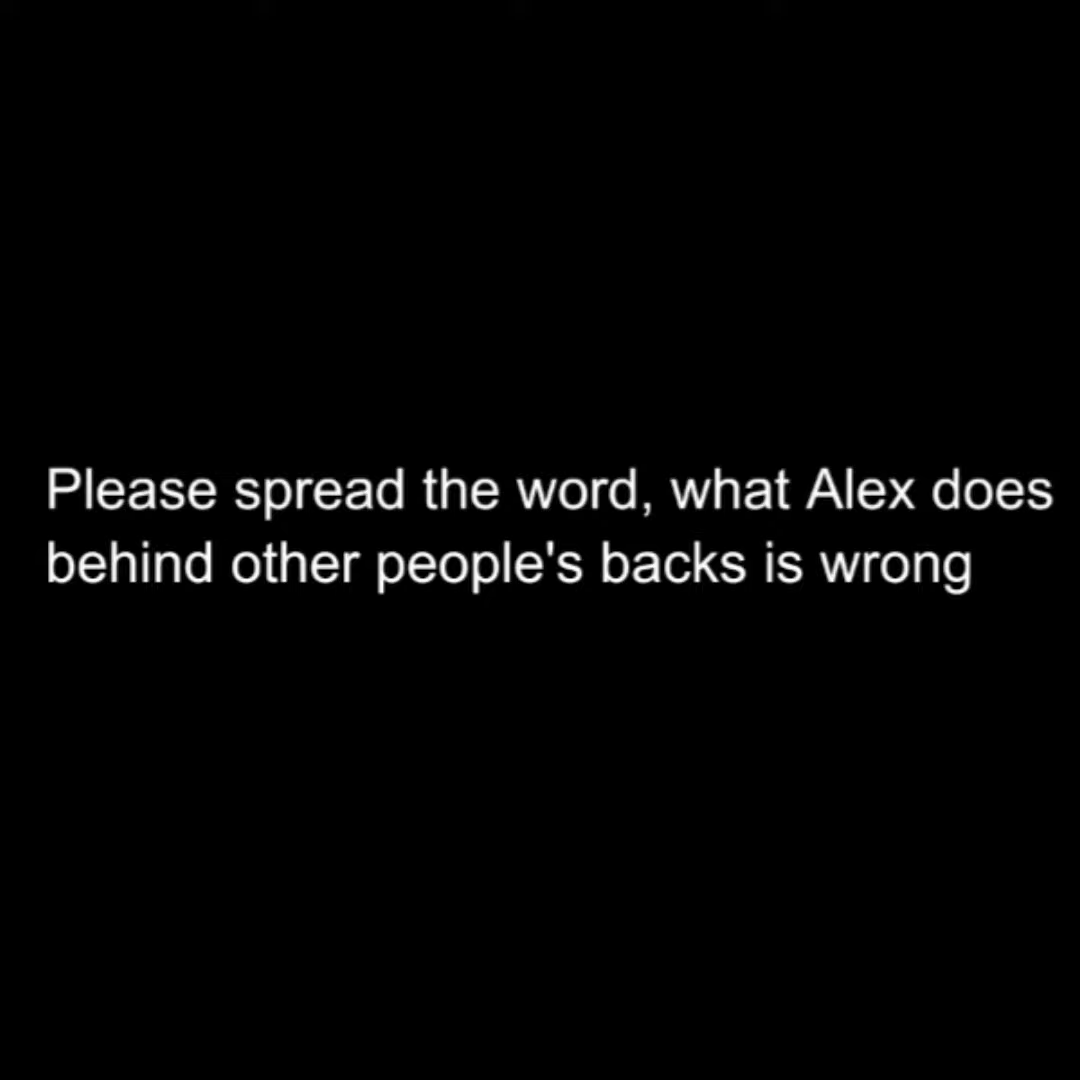 Please spread the word, what Alex does
behind other people's backs is wrong